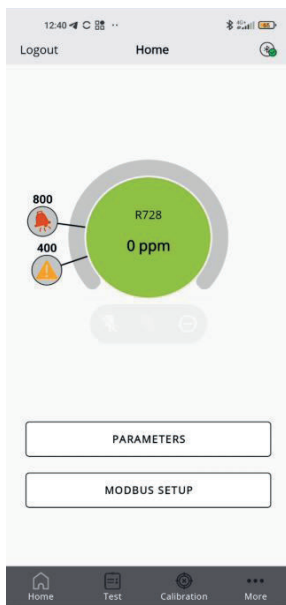 12:40
Logout Home
800
R728
400
0 ppm
PARAMETERS
MODBUS SETUP
Home Test Calibration More